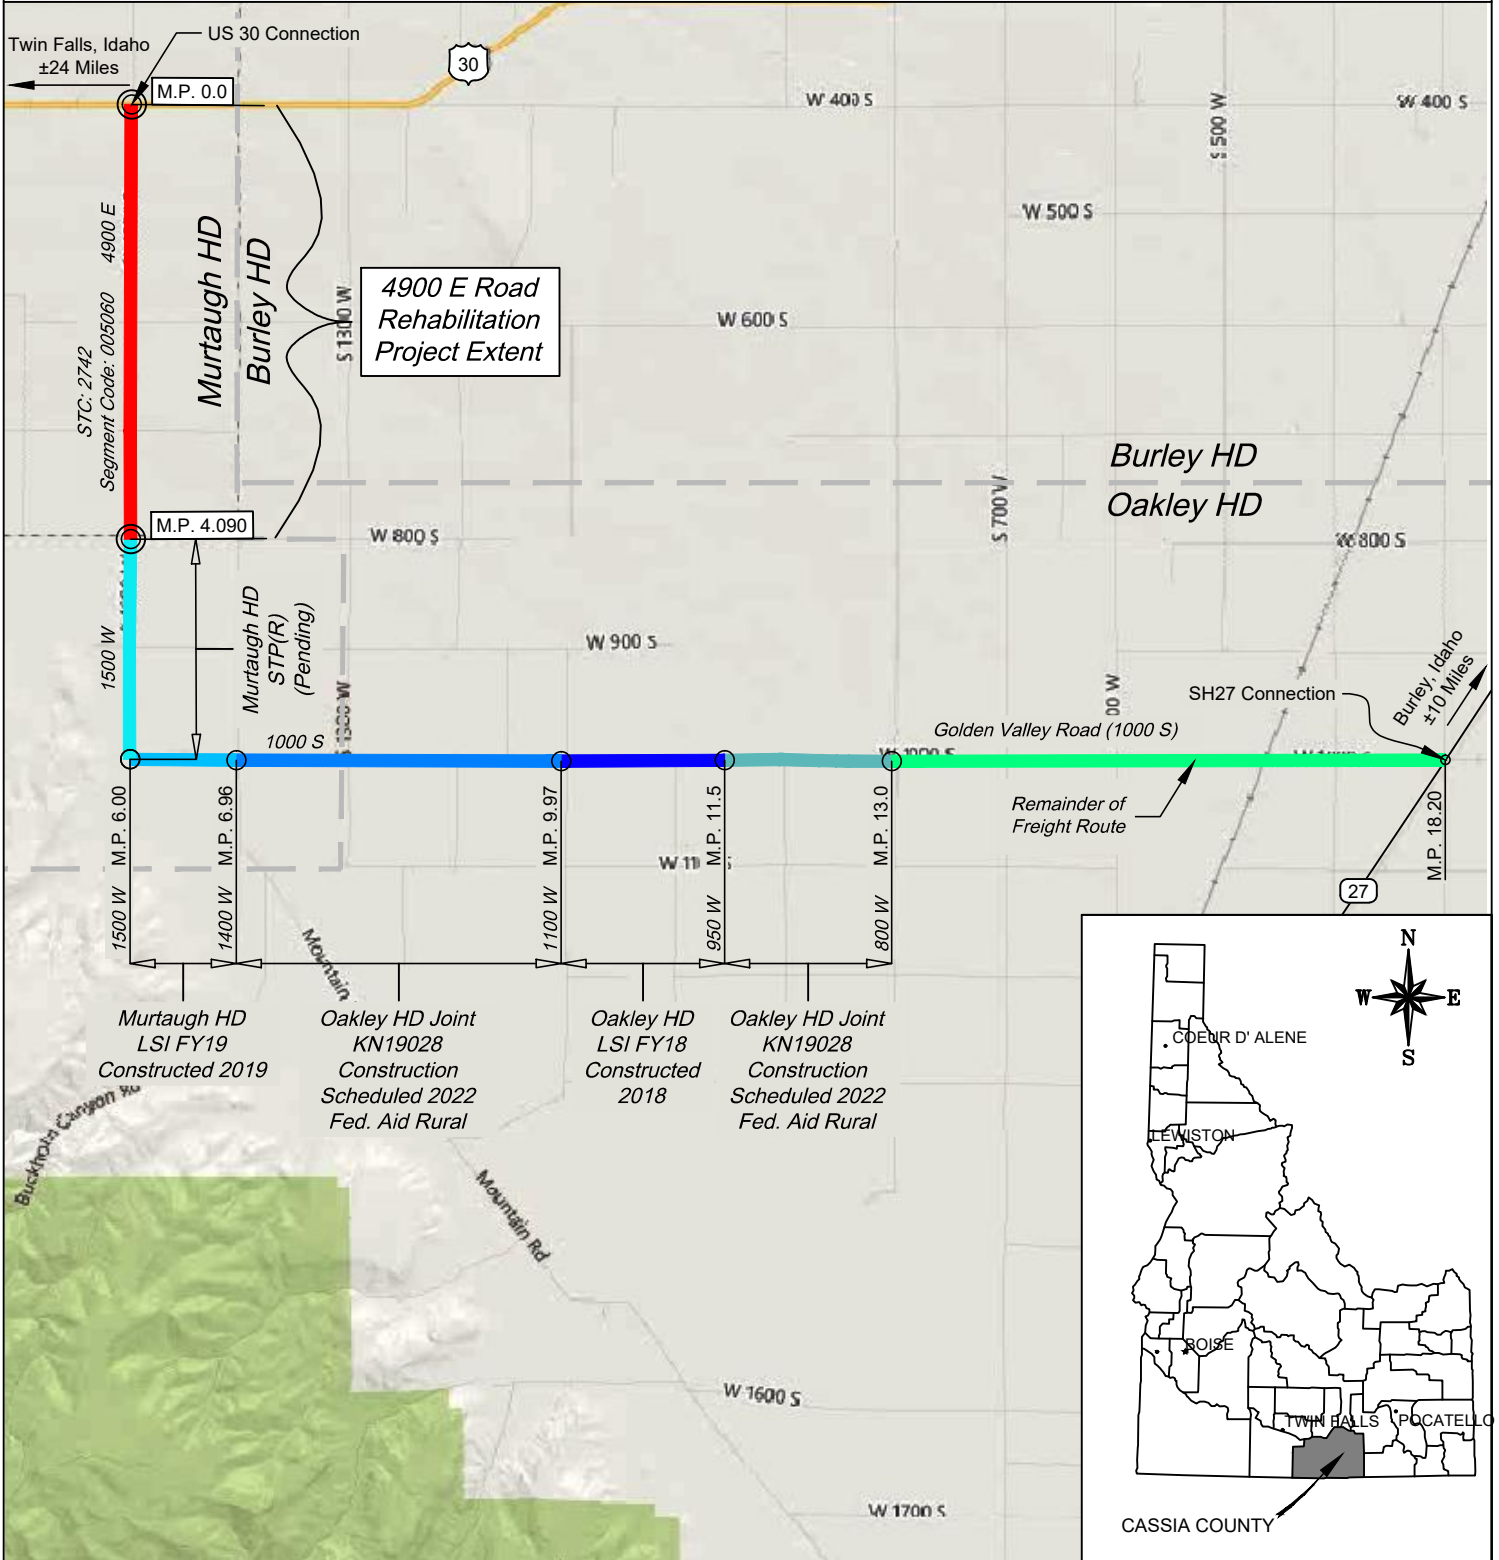 Twin Falls, Idaho
±24 Miles
US 30 Connection
30
M.P. 0.0
W 400 S
S 500 W
W 400 S
4900 E
STC: 2742
Segment Code: 005060
Murtaugh HD
Burley HD
S 1300 W
4900 E Road
Rehabilitation
Project Extent
W 500 S
W 600 S
Burley HD
Oakley HD
S 700 W
M.P. 4.090
W 800 S
W 800 S
1500 W
Murtaugh HD
STP(R)
(Pending)
W 900 S
S 1300 W
1000 S
00 W
SH27 Connection
Burley, Idaho
±10 Miles
Golden Valley Road (1000 S)
W 1000 S
Remainder of
Freight Route
M.P. 6.00
M.P. 6.96
M.P. 9.97
M.P. 11.5
M.P. 13.0
M.P. 18.20
W 11 S
27
1500 W
1400 W
1100 W
950 W
800 W
Mountain
Murtaugh HD
LSI FY19
Constructed 2019
Oakley HD Joint
KN19028
Construction
Scheduled 2022
Fed. Aid Rural
Oakley HD
LSI FY18
Constructed
2018
Oakley HD Joint
KN19028
Construction
Scheduled 2022
Fed. Aid Rural
Buckhorn Canyon Rd
Mountain Rd
W 1600 S
W 1700 S
N
W
E
S
COEUR D' ALENE
LEWISTON
BOISE
TWIN FALLS
POCATELLO
CASSIA COUNTY